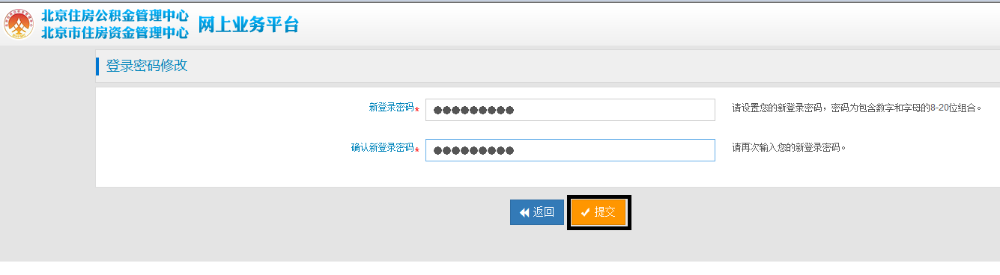 北京住房公积金管理中心
北京市住房资金管理中心
网上业务平台
登录密码修改
新登录密码* ●●●●●●●●● 请设置您的新登录密码，密码为包含数字和字母的8-20位组合。
确认新登录密码* ●●●●●●●●● 请再次输入您的新登录密码。
返回 提交